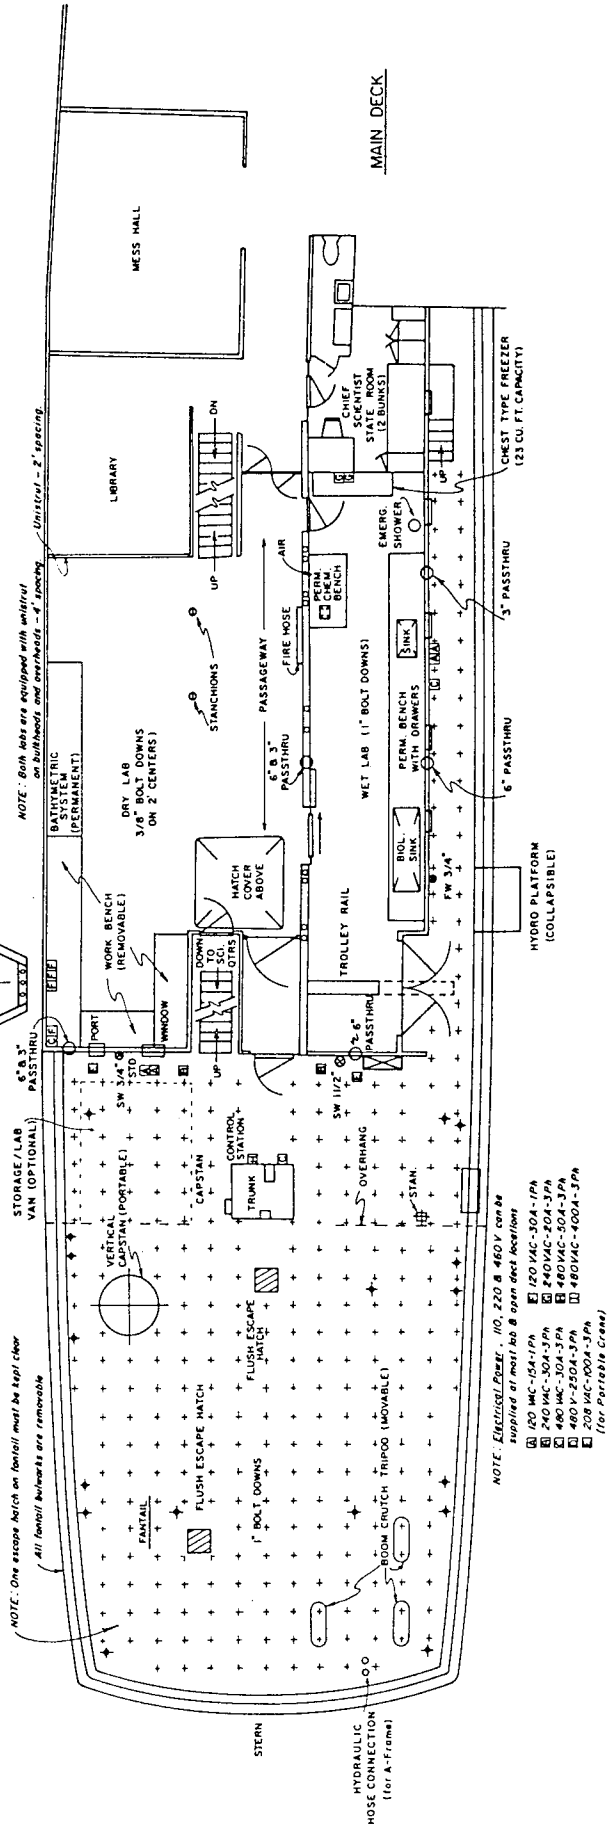 MAIN DECK
NOTE: Both labs are equipped with unistrut
on bulkheads and overheads - 4' spacing.
Unistrut - 2' spacing.
MESS HALL
LIBRARY
DN
UP
BATHYMETRIC
SYSTEM
(PERMANENT)
DRY LAB
3/8" BOLT DOWNS
ON 2' CENTERS)
STANCHIONS
PASSAGEWAY
WORK BENCH
(REMOVABLE)
HATCH
COVER
ABOVE
DOWN
TO
SCI.
QTRS
UP
PORT
WINDOW
6" & 3"
PASSTHRU
C F
F F F
CHIEF
SCIENTIST
STATE ROOM
(2 BUNKS)
G G
CHEST TYPE FREEZER
(23 CU. FT. CAPACITY)
UP
EMERG.
SHOWER
AIR
PERM.
CHEM.
BENCH
FIRE HOSE
6" & 3"
PASSTHRU
WET LAB (1" BOLT DOWNS)
PERM. BENCH
WITH DRAWERS
SINK
BIOL.
SINK
TROLLEY RAIL
3" PASSTHRU
6" PASSTHRU
C A A
FW 3/4"
HYDRO PLATFORM
(COLLAPSIBLE)
2-6"
PASSTHRU
SW 1 1/2"
SW 3/4"
STD
STORAGE/LAB
VAN (OPTIONAL)
VERTICAL
CAPSTAN (PORTABLE)
CAPSTAN
CONTROL
STATION
TRUNK
H
C
OVERHANG
STAN.
FLUSH ESCAPE
HATCH
FLUSH ESCAPE HATCH
FANTAIL
1" BOLT DOWNS
BOOM CRUTCH TRIPOD (MOVABLE)
NOTE: One escape hatch on fantail must be kept clear
All fantail bulwarks are removable
STERN
HYDRAULIC
HOSE CONNECTION
(for A-Frame)
NOTE: Electrical Power, 110, 220 & 460 V can be
supplied at most lab & open deck locations
A 120 VAC-15A-1Ph
B 240 VAC-30A-3Ph
C 480 VAC-30A-3Ph
D 480 V-250A-3Ph
E 208 VAC-100A-3Ph
(for Portable Crane)
F 120 VAC-30A-1Ph
G 240VAC-20A-3Ph
H 480VAC-50A-3Ph
I 480VAC-400A-3Ph